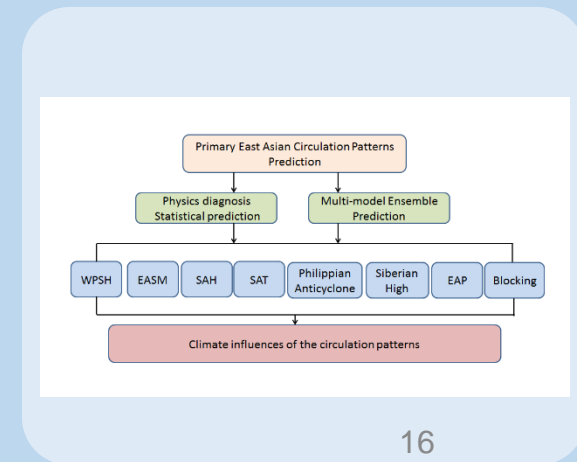 Primary East Asian Circulation Patterns
Prediction
Physics diagnosis
Statistical prediction
Multi-model Ensemble
Prediction
WPSH
EASM
SAH
SAT
Philippian
Anticyclone
Siberian
High
EAP
Blocking
Climate influences of the circulation patterns
16